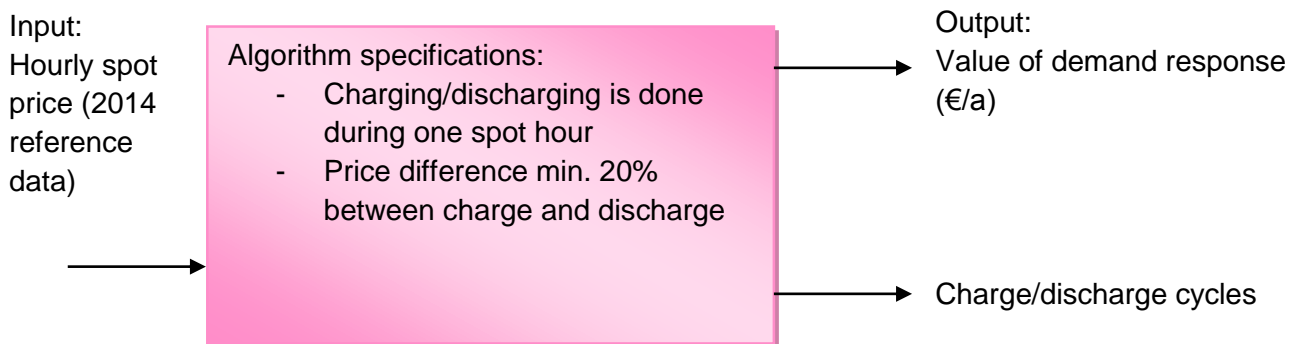 Input:
Hourly spot
price (2014
reference
data)
Algorithm specifications:
- Charging/discharging is done
during one spot hour
- Price difference min. 20%
between charge and discharge
Output:
Value of demand response
(€/a)
Charge/discharge cycles